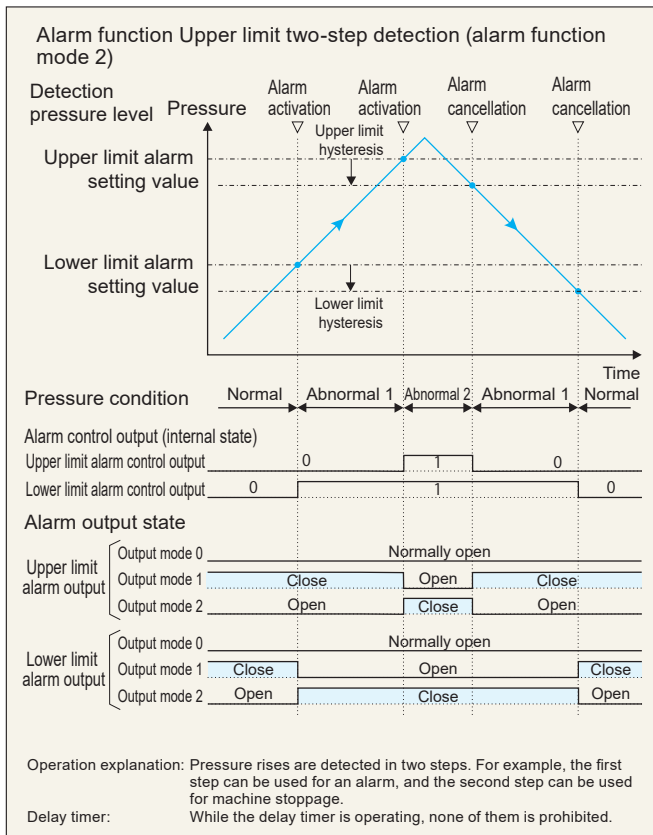 Alarm function Upper limit two-step detection (alarm function
mode 2)
Detection
pressure level
Pressure
Alarm
activation
Alarm
activation
Alarm
cancellation
Alarm
cancellation
Upper limit
hysteresis
Upper limit alarm
setting value
Lower limit alarm
setting value
Lower limit
hysteresis
Time
Pressure condition
Normal Abnormal 1 Abnormal 2 Abnormal 1 Normal
Alarm control output (internal state)
Upper limit alarm control output 0 1 0
Lower limit alarm control output 0 1 0
Alarm output state
Upper limit
alarm output
Output mode 0 Normally open
Output mode 1 Close Open Close
Output mode 2 Open Close Open
Lower limit
alarm output
Output mode 0 Normally open
Output mode 1 Close Open Close
Output mode 2 Open Close Open
Operation explanation: Pressure rises are detected in two steps. For example, the first
step can be used for an alarm, and the second step can be used
for machine stoppage.
Delay timer: While the delay timer is operating, none of them is prohibited.